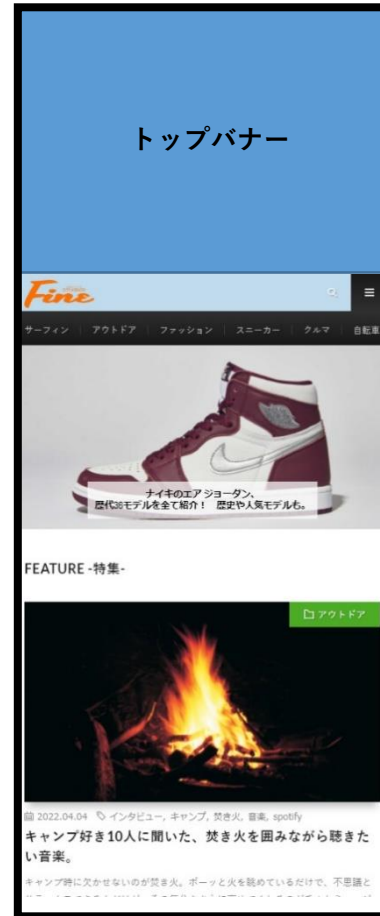 トップバナー
Fine
サーフィン アウトドア ファッション スニーカー クルマ 自転車
ナイキのエア ジョーダン、
歴代36モデルを全て紹介! 歴史や人気モデルも。
FEATURE -特集-
アウトドア
2022.04.04 インタビュー, キャンプ, 焚き火, 音楽, spotify
キャンプ好き10人に聞いた、焚き火を囲みながら聴きた
い音楽。
キャンプ時に欠かせないのが焚き火。ボーッと火を眺めているだけで、不思議と